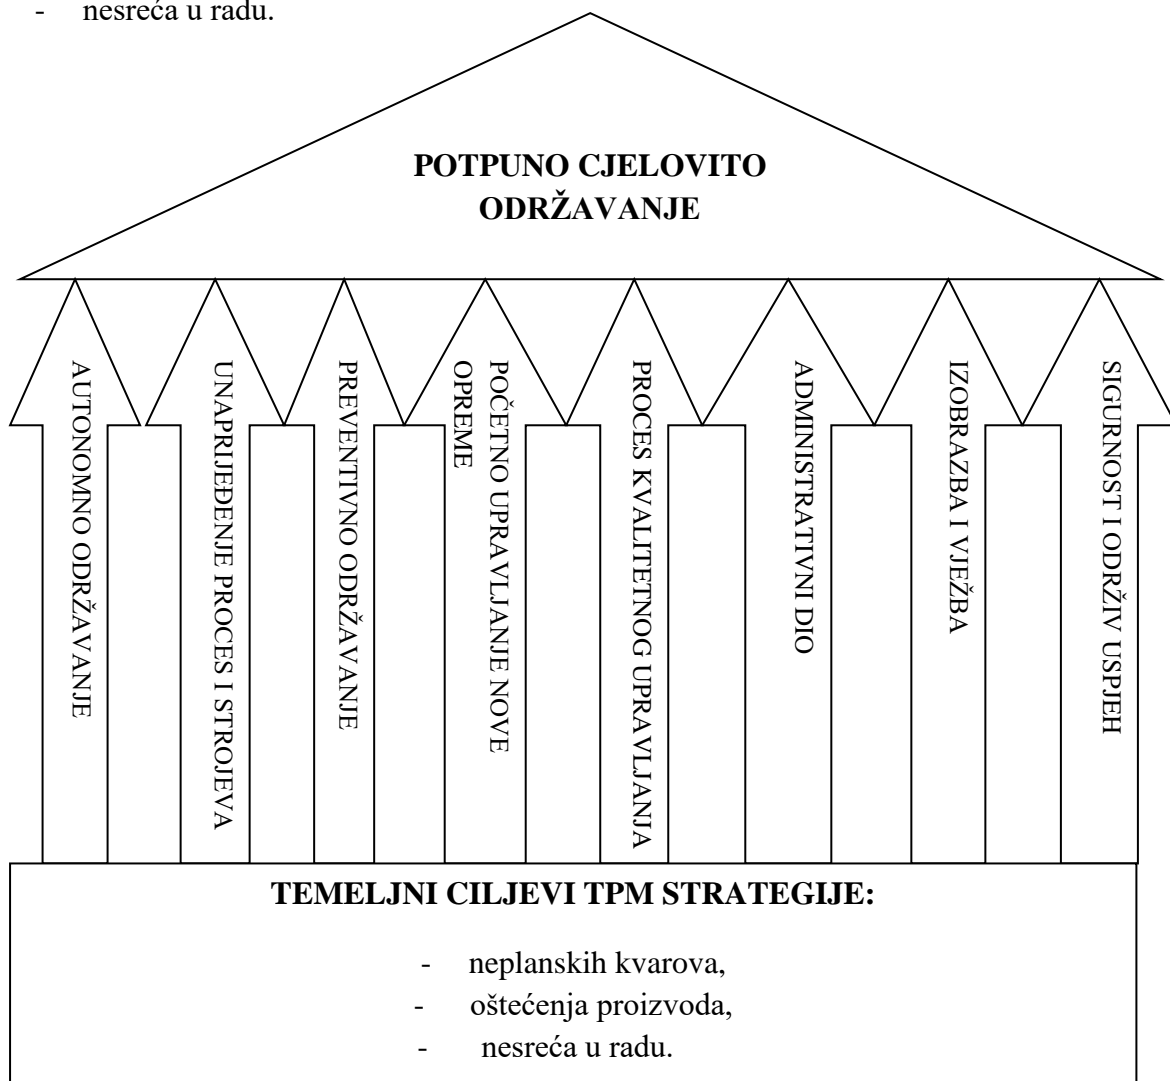 - nesreća u radu.
POTPUNO CJELOVITO
ODRŽAVANJE
AUTONOMNO ODRŽAVANJE
UNAPRIJEĐENJE PROCES I STROJEVA
PREVENTIVNO ODRŽAVANJE
POČETNO UPRAVLJANJE NOVE
OPREME
PROCES KVALITETNOG UPRAVLJANJA
ADMINISTRATIVNI DIO
IZOBRAZBA I VJEŽBA
SIGURNOST I ODRŽIV USPJEH
TEMELJNI CILJEVI TPM STRATEGIJE:
- neplanskih kvarova,
- oštećenja proizvoda,
- nesreća u radu.